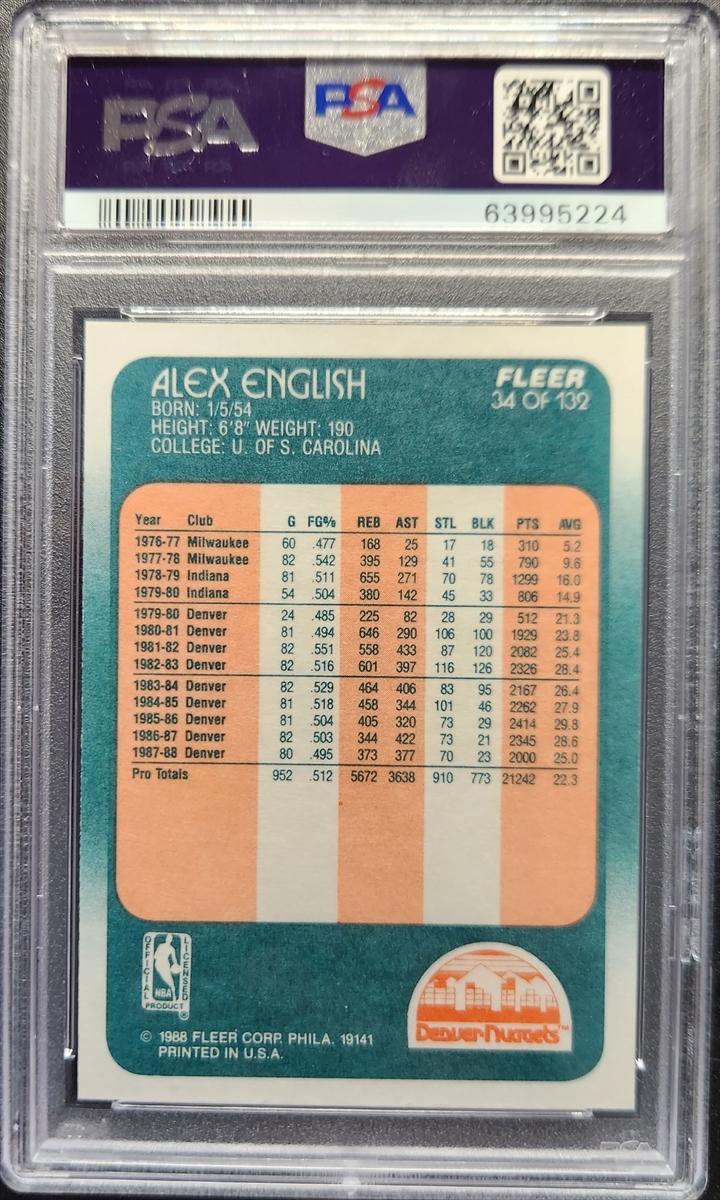 PSA PSA
63995224
ALEX ENGLISH FLEER
BORN: 1/5/54 34 OF 132
HEIGHT: 6'8" WEIGHT: 190
COLLEGE: U. OF S. CAROLINA
Year Club G FG% REB AST STL BLK PTS AVG
1976-77 Milwaukee 60 .477 168 25 17 18 310 5.2
1977-78 Milwaukee 82 .542 395 129 41 55 790 9.6
1978-79 Indiana 81 .511 655 271 70 78 1299 16.0
1979-80 Indiana 54 .504 380 142 45 33 806 14.9
1979-80 Denver 24 .485 225 82 28 29 512 21.3
1980-81 Denver 81 .494 646 290 106 100 1929 23.8
1981-82 Denver 82 .551 558 433 87 120 2082 25.4
1982-83 Denver 82 .516 601 397 116 126 2326 28.4
1983-84 Denver 82 .529 464 406 83 95 2167 26.4
1984-85 Denver 81 .518 458 344 101 46 2262 27.9
1985-86 Denver 81 .504 405 320 73 29 2414 29.8
1986-87 Denver 82 .503 344 422 73 21 2345 28.6
1987-88 Denver 80 .495 373 377 70 23 2000 25.0
Pro Totals 952 .512 5672 3638 910 773 21242 22.3
OFFICIAL LICENSED
NBA
PRODUCT ®
Denver Nuggets™
© 1988 FLEER CORP. PHILA. 19141
PRINTED IN U.S.A.
PSA